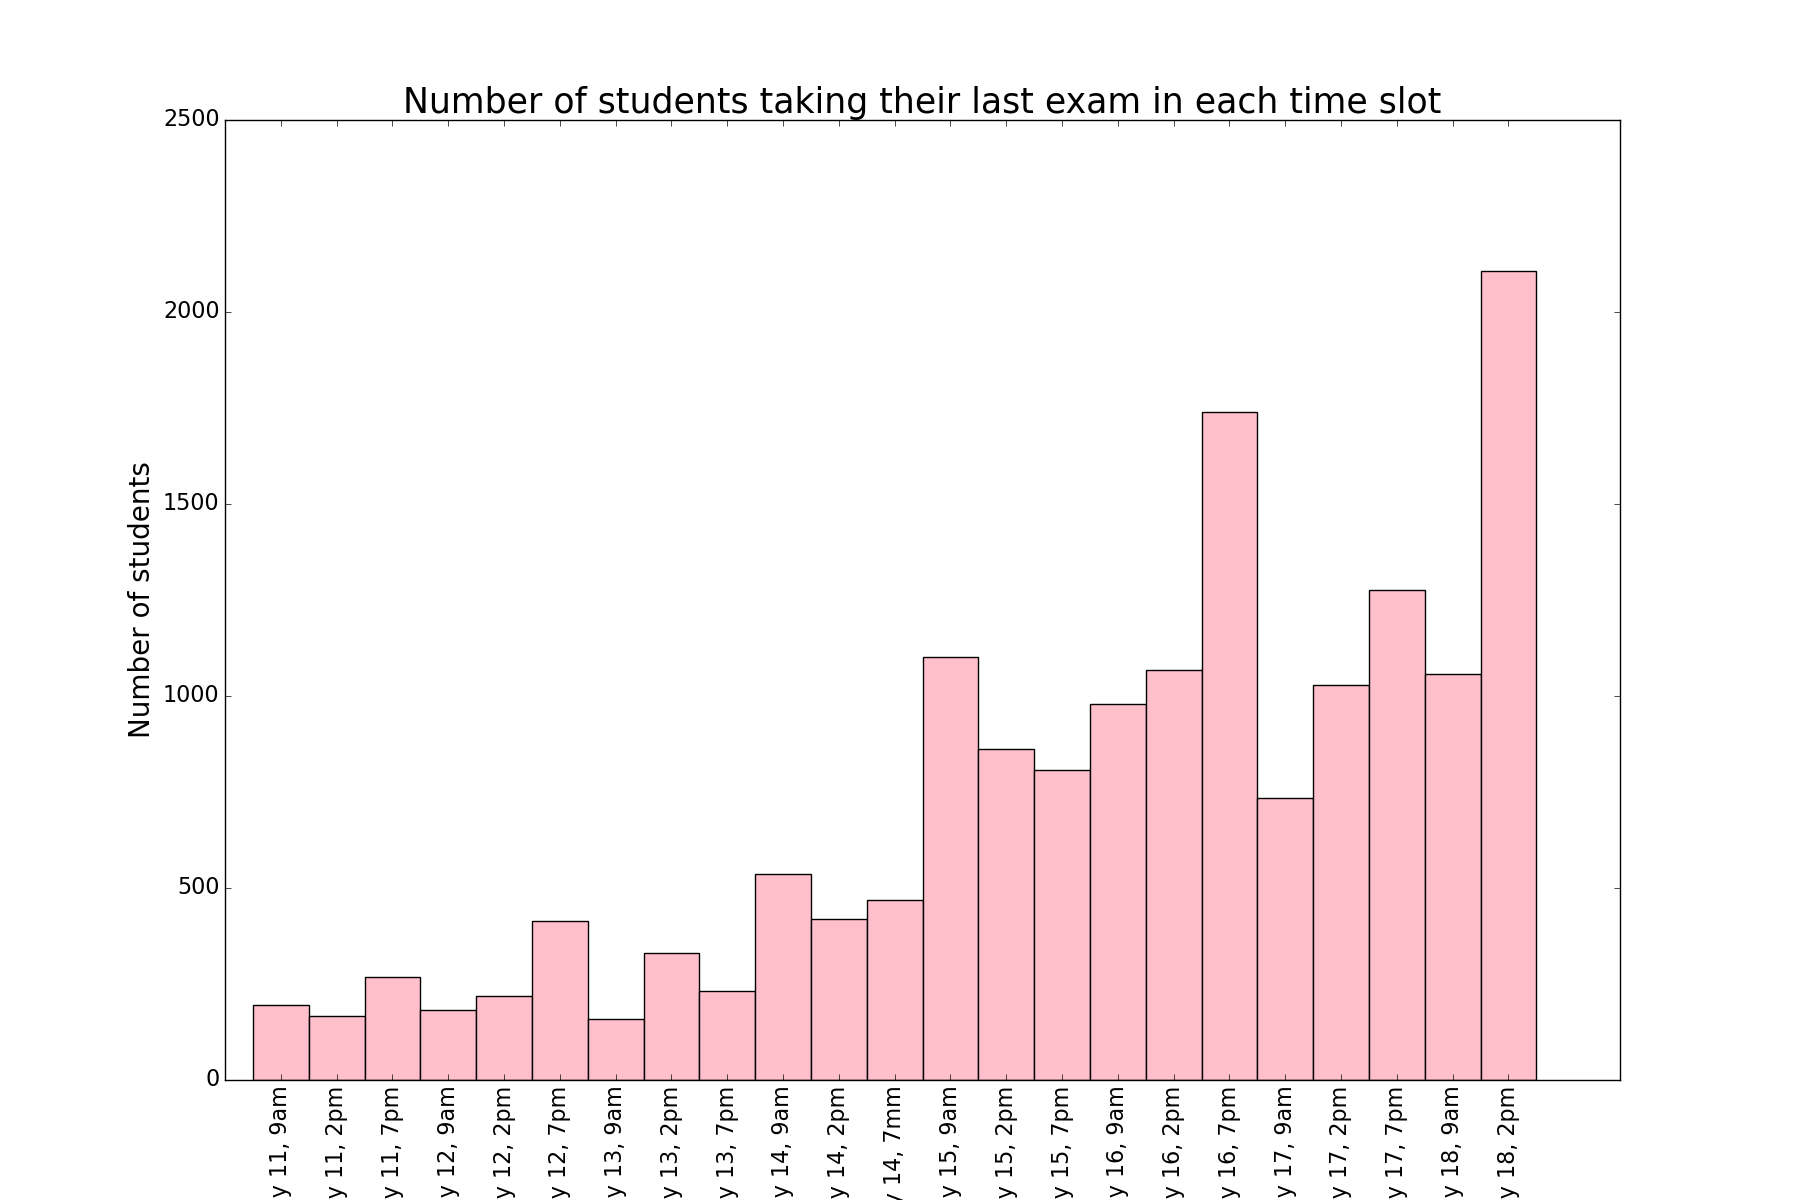 Number of students taking their last exam in each time slot
2500
2000
1500
1000
500
0
Number of students
y 11, 9am
y 11, 2pm
y 11, 7pm
y 12, 9am
y 12, 2pm
y 12, 7pm
y 13, 9am
y 13, 2pm
y 13, 7pm
y 14, 9am
y 14, 2pm
y 14, 7mm
y 15, 9am
y 15, 2pm
y 15, 7pm
y 16, 9am
y 16, 2pm
y 16, 7pm
y 17, 9am
y 17, 2pm
y 17, 7pm
y 18, 9am
y 18, 2pm